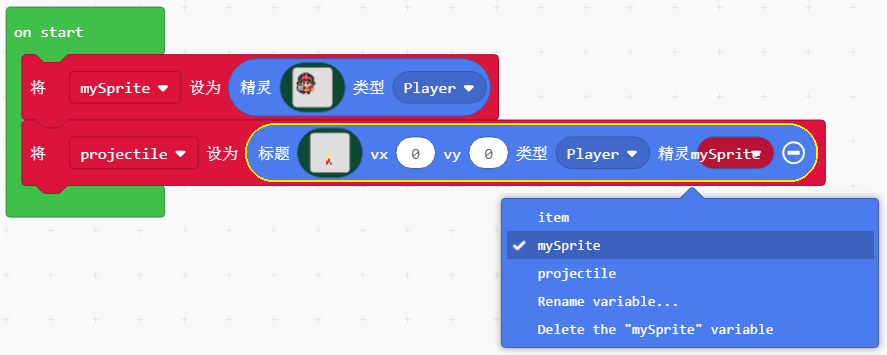 on start
将 mySprite 设为 精灵 类型 Player
将 projectile 设为 标题 vx 0 vy 0 类型 Player 精灵 mySprite
item
mySprite
projectile
Rename variable...
Delete the "mySprite" variable